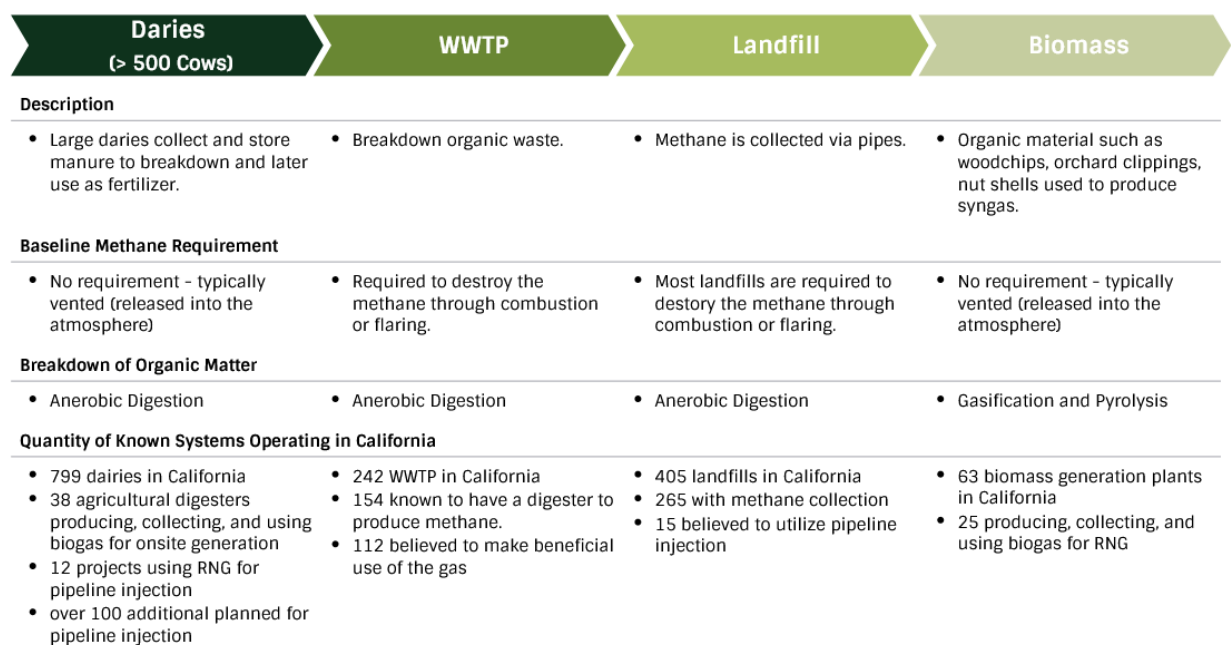 Daries
(> 500 Cows)
WWTP
Landfill
Biomass
Description
• Large daries collect and store
manure to breakdown and later
use as fertilizer.
• Breakdown organic waste.
• Methane is collected via pipes.
• Organic material such as
woodchips, orchard clippings,
nut shells used to produce
syngas.
Baseline Methane Requirement
• No requirement - typically
vented (released into the
atmosphere)
• Required to destroy the
methane through combustion
or flaring.
• Most landfills are required to
destory the methane through
combustion or flaring.
• No requirement - typically
vented (released into the
atmosphere)
Breakdown of Organic Matter
• Anerobic Digestion
• Anerobic Digestion
• Anerobic Digestion
• Gasification and Pyrolysis
Quantity of Known Systems Operating in California
• 799 dairies in California
• 38 agricultural digesters
producing, collecting, and using
biogas for onsite generation
• 12 projects using RNG for
pipeline injection
• over 100 additional planned for
pipeline injection
• 242 WWTP in California
• 154 known to have a digester to
produce methane.
• 112 believed to make beneficial
use of the gas
• 405 landfills in California
• 265 with methane collection
• 15 believed to utilize pipeline
injection
• 63 biomass generation plants
in California
• 25 producing, collecting, and
using biogas for RNG